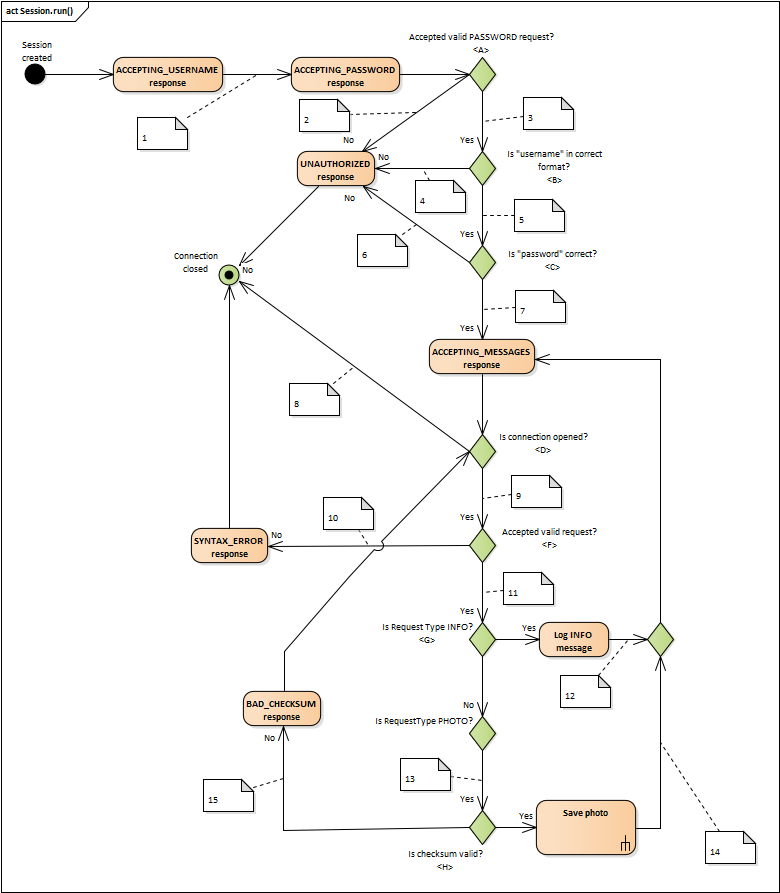 act Session.run()
Session
created
Accepted valid PASSWORD request?
<A>
ACCEPTING_USERNAME
response
ACCEPTING_PASSWORD
response
1
2
3
No
Yes
UNAUTHORIZED
response
No
Is "username" in correct
format?
<B>
No
4
5
6
Yes
Connection
closed
No
Is "password" correct?
<C>
7
Yes
ACCEPTING_MESSAGES
response
8
Is connection opened?
<D>
9
10
Yes
SYNTAX_ERROR
response
No
Accepted valid request?
<F>
11
Yes
Is Request Type INFO?
<G>
Yes
Log INFO
message
12
BAD_CHECKSUM
response
No
No
Is RequestType PHOTO?
13
15
Yes
Yes
Save photo
14
Is checksum valid?
<H>